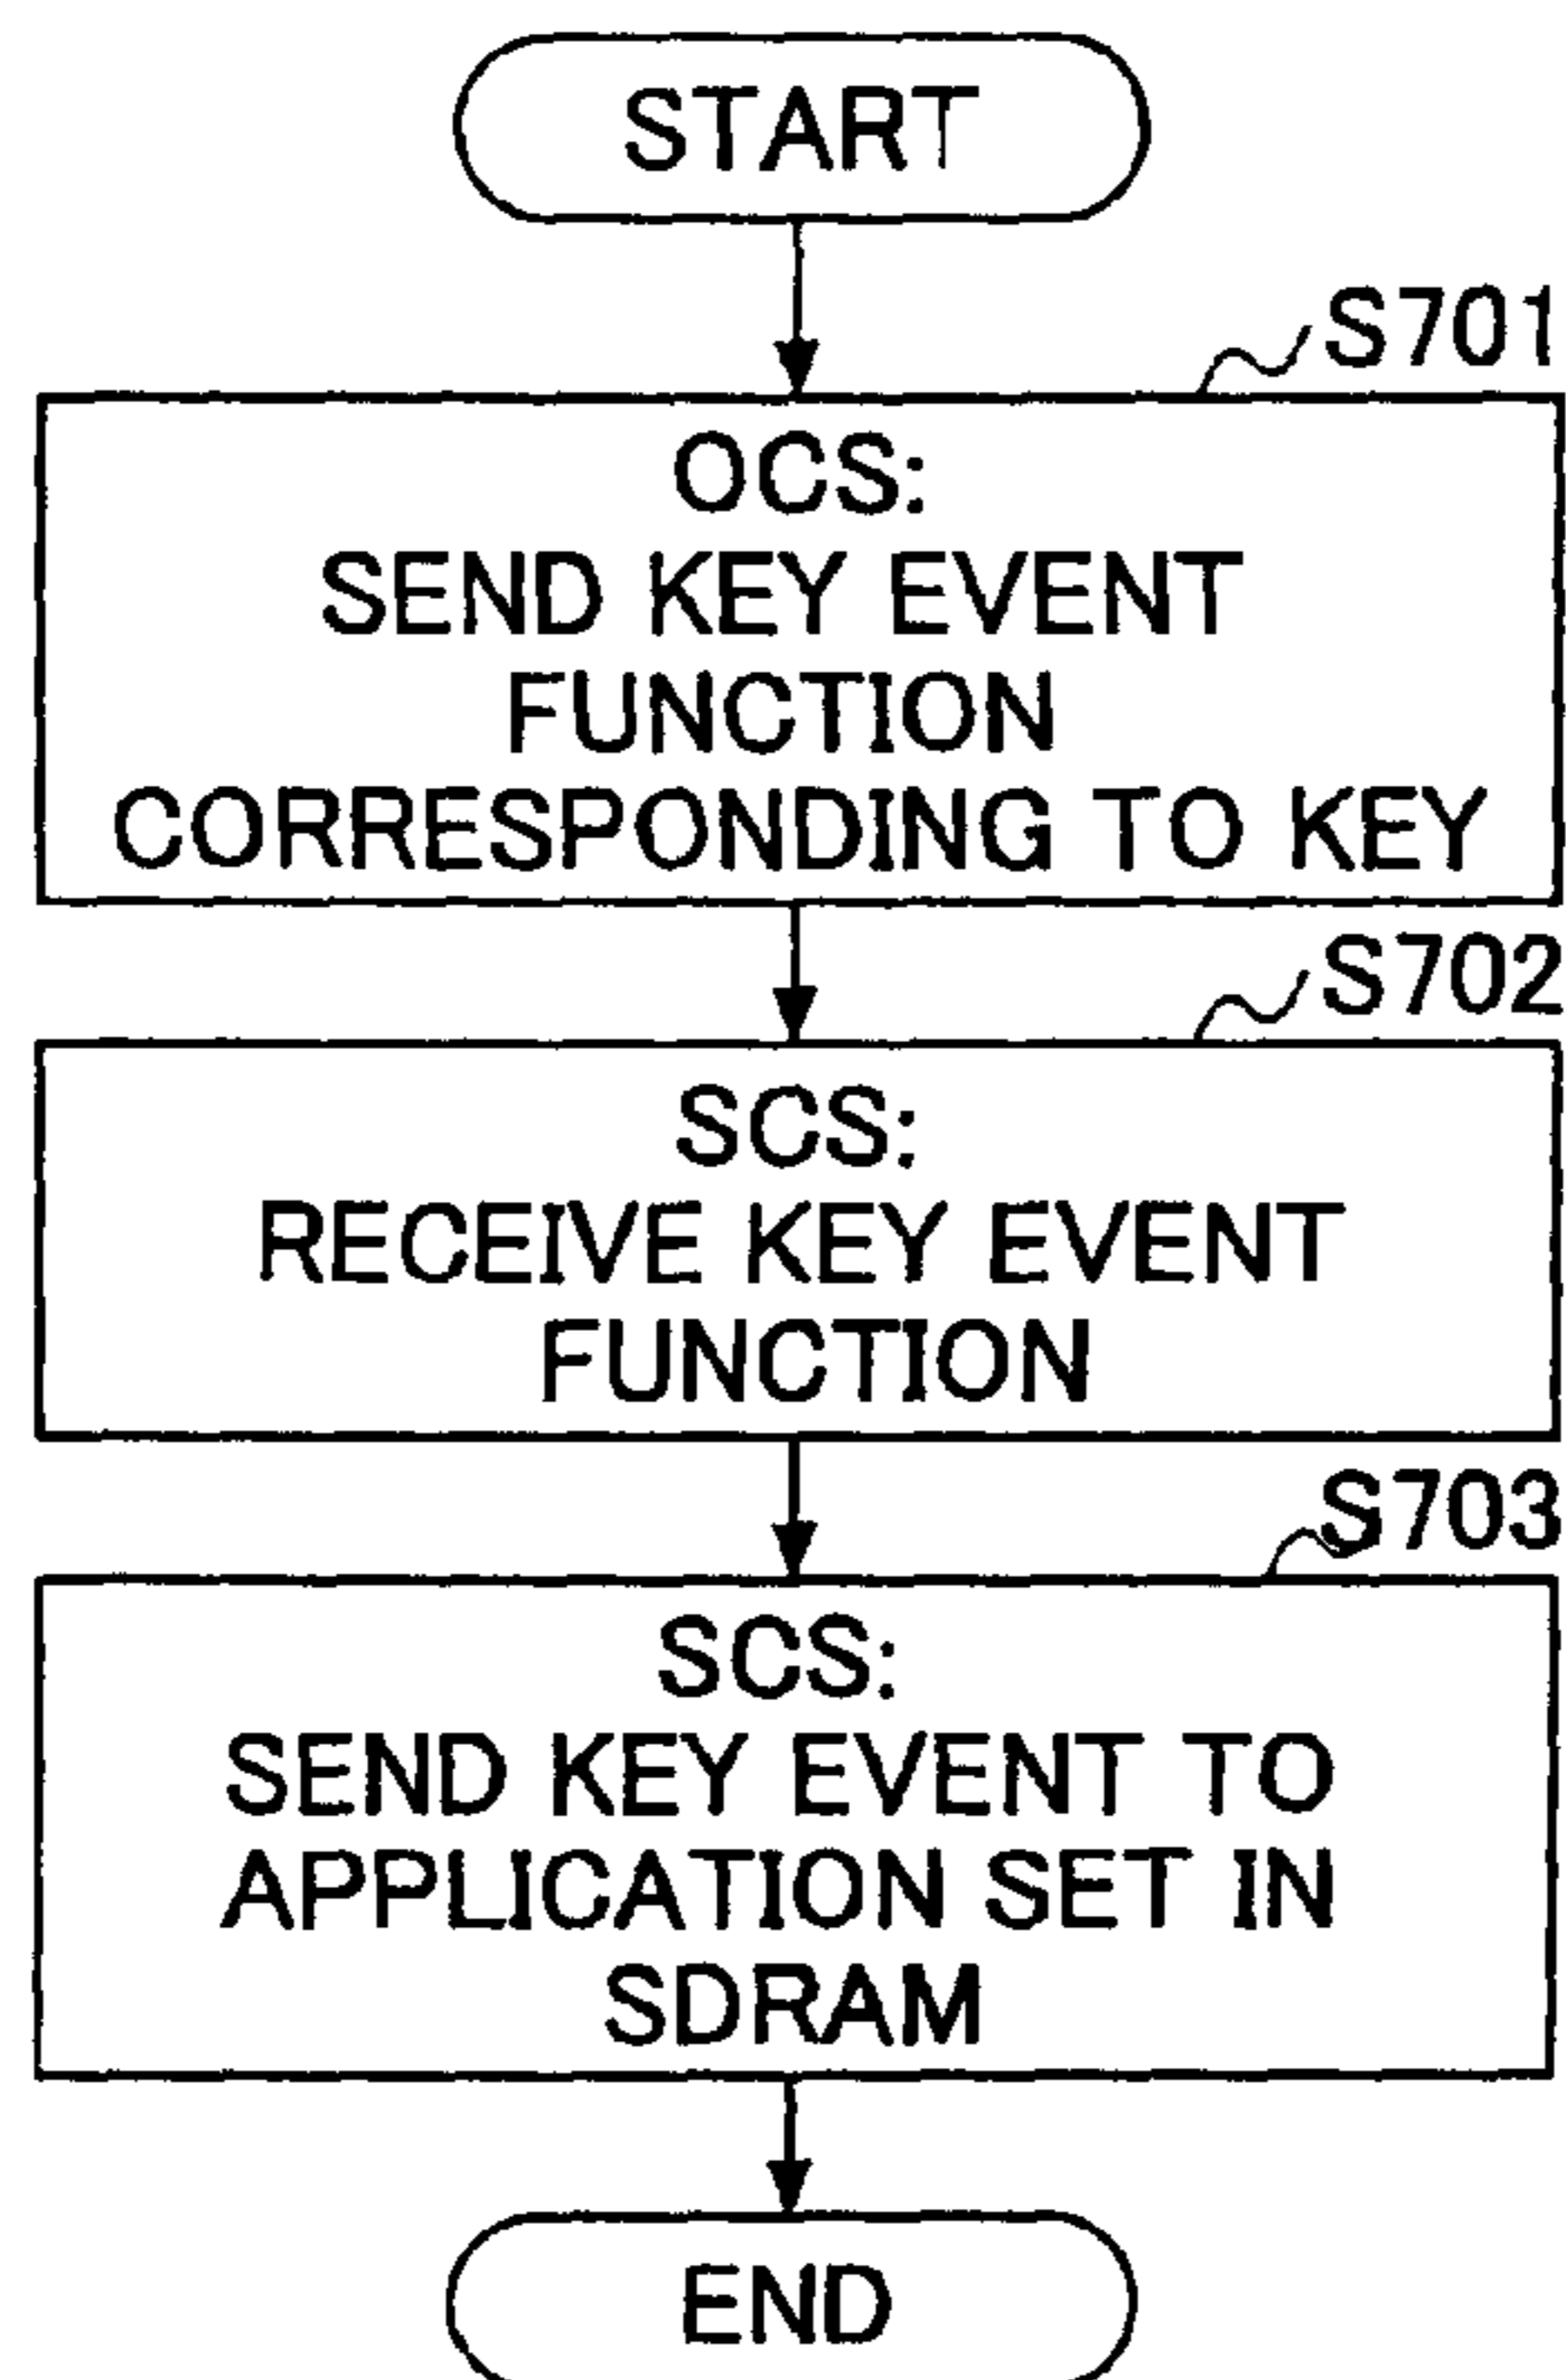 START
S701
OCS:
SEND KEY EVENT
FUNCTION
CORRESPONDING TO KEY
S702
SCS:
RECEIVE KEY EVENT
FUNCTION
S703
SCS:
SEND KEY EVENT TO
APPLICATION SET IN
SDRAM
END